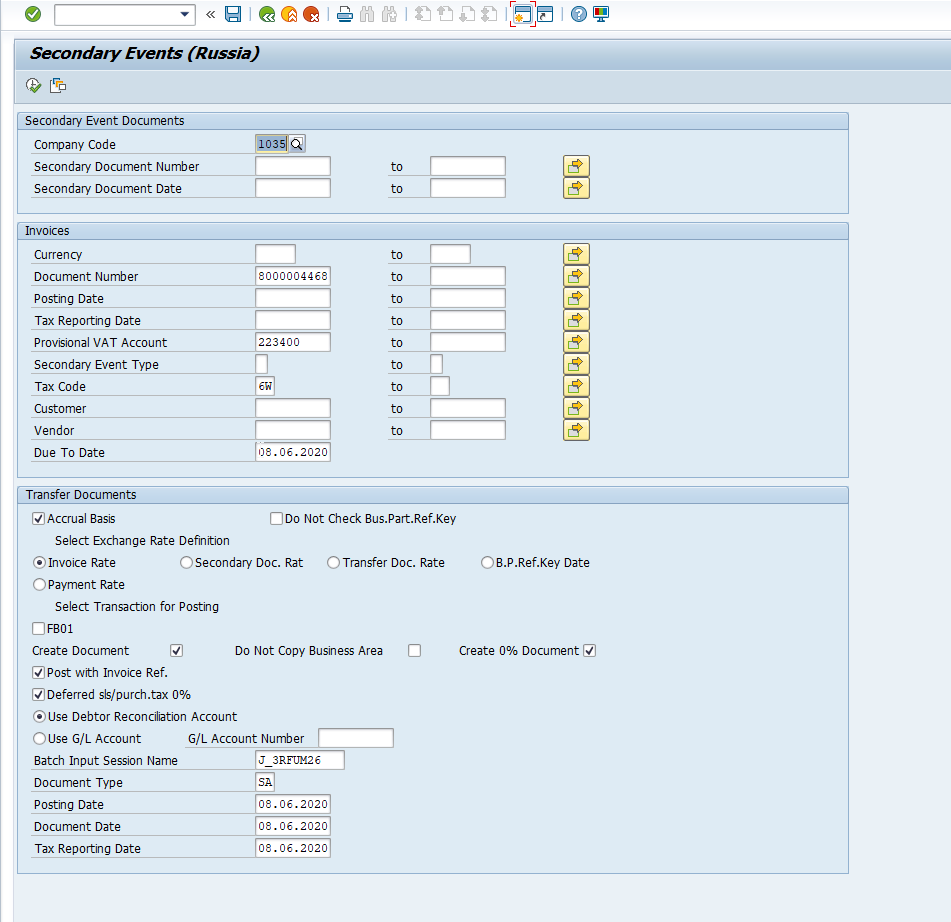 Secondary Events (Russia)
Secondary Event Documents
Company Code 1035
Secondary Document Number to
Secondary Document Date to
Invoices
Currency to
Document Number 8000004468 to
Posting Date to
Tax Reporting Date to
Provisional VAT Account 223400 to
Secondary Event Type to
Tax Code 6W to
Customer to
Vendor to
Due To Date 08.06.2020
Transfer Documents
Accrual Basis Do Not Check Bus.Part.Ref.Key
Select Exchange Rate Definition
Invoice Rate Secondary Doc. Rat Transfer Doc. Rate B.P.Ref.Key Date
Payment Rate
Select Transaction for Posting
FB01
Create Document Do Not Copy Business Area Create 0% Document
Post with Invoice Ref.
Deferred sls/purch.tax 0%
Use Debtor Reconciliation Account
Use G/L Account G/L Account Number
Batch Input Session Name J_3RFUM26
Document Type SA
Posting Date 08.06.2020
Document Date 08.06.2020
Tax Reporting Date 08.06.2020